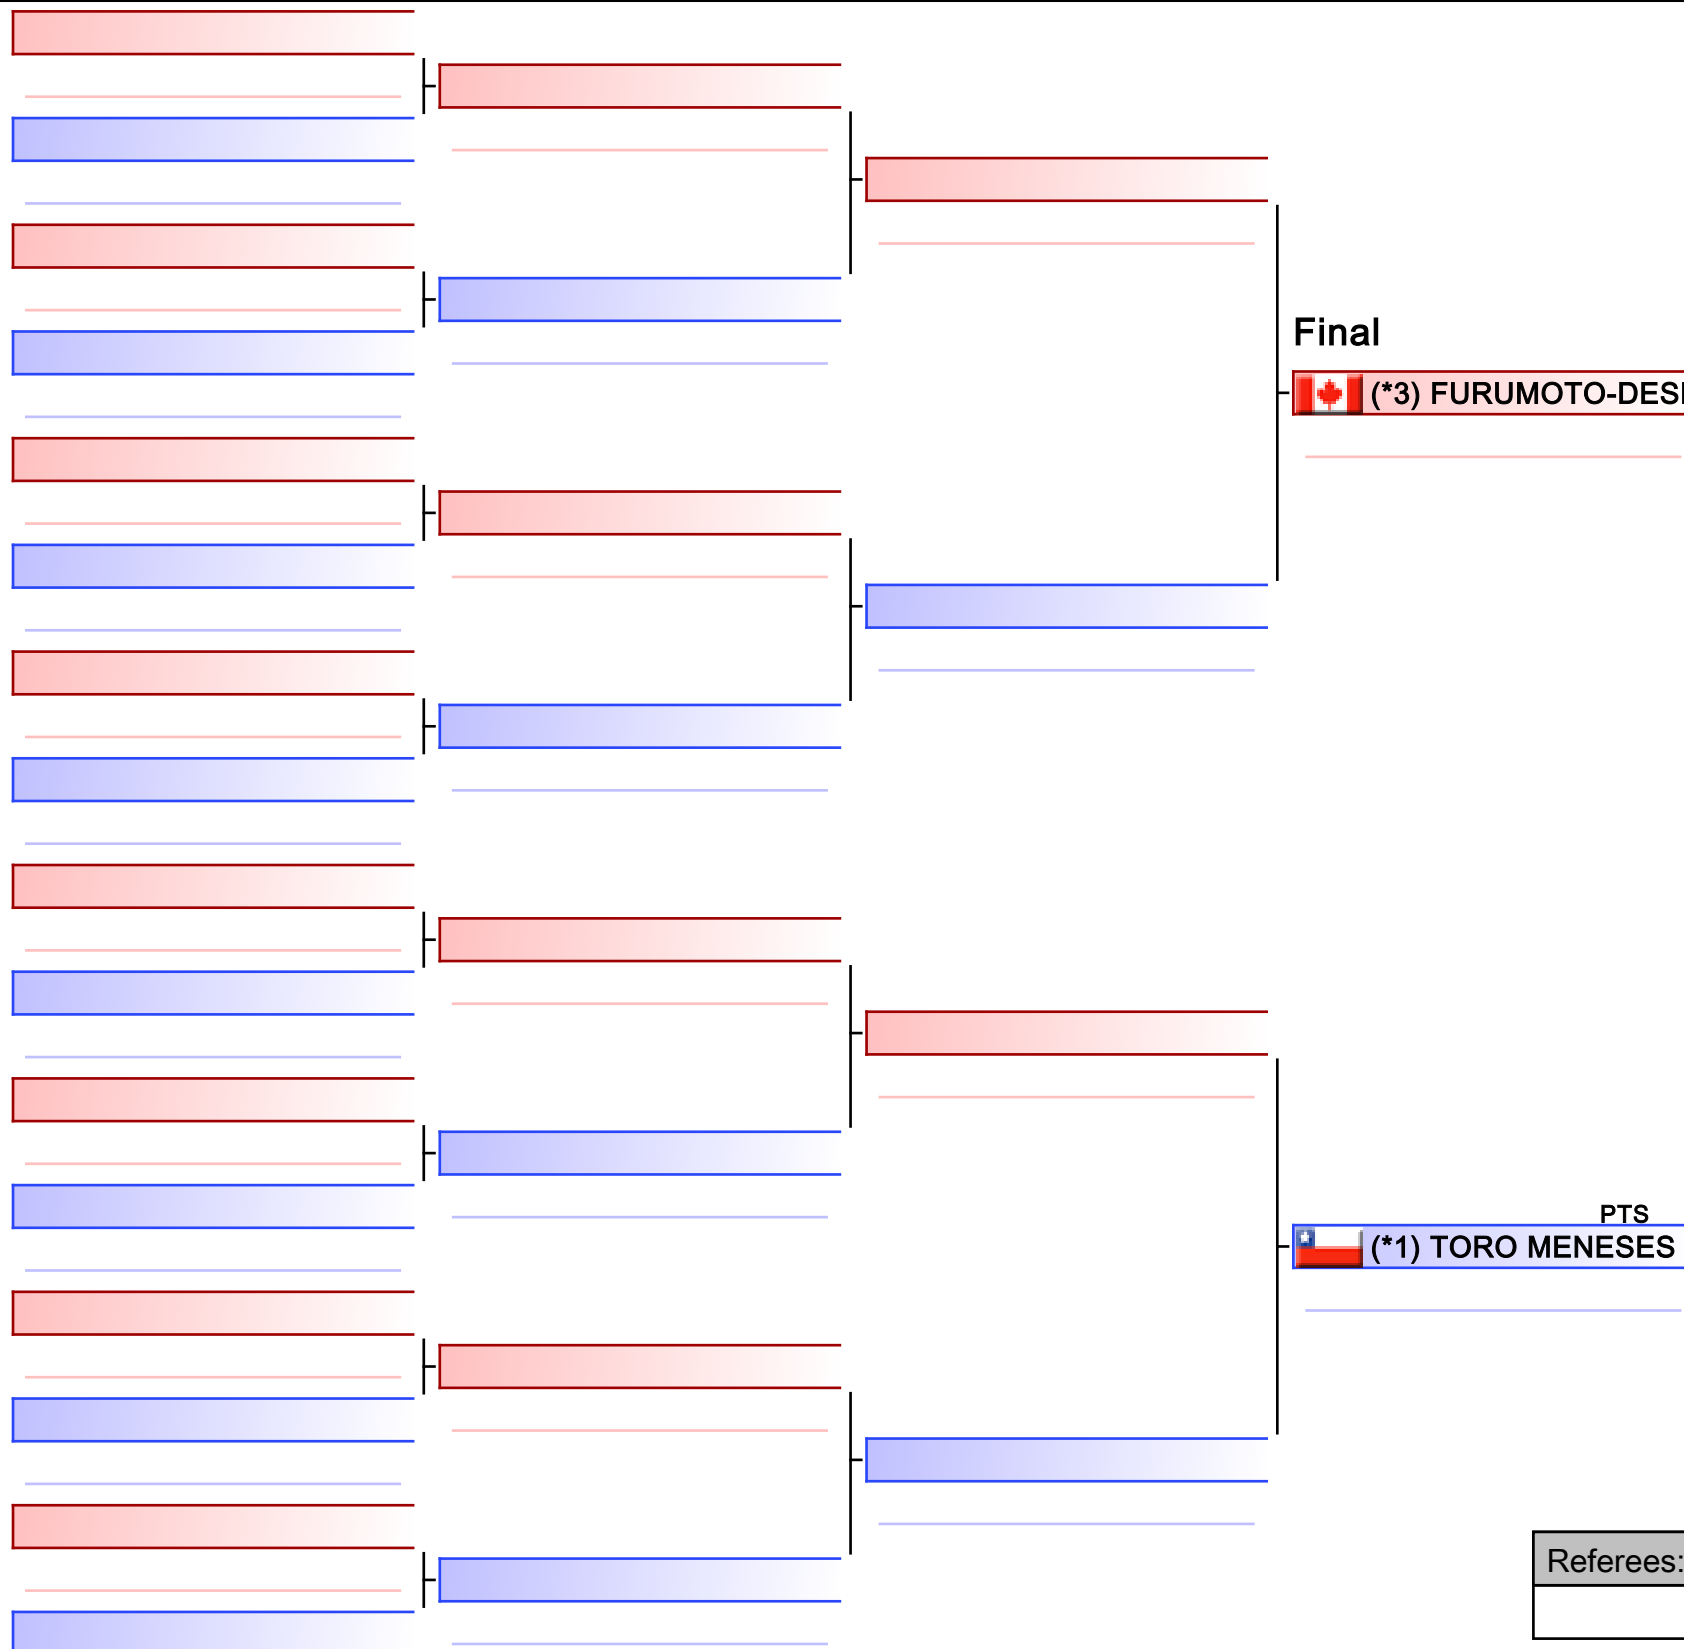 Final
(*3) FURUMOTO-DES
PTS
(*1) TORO MENESES
Referees: